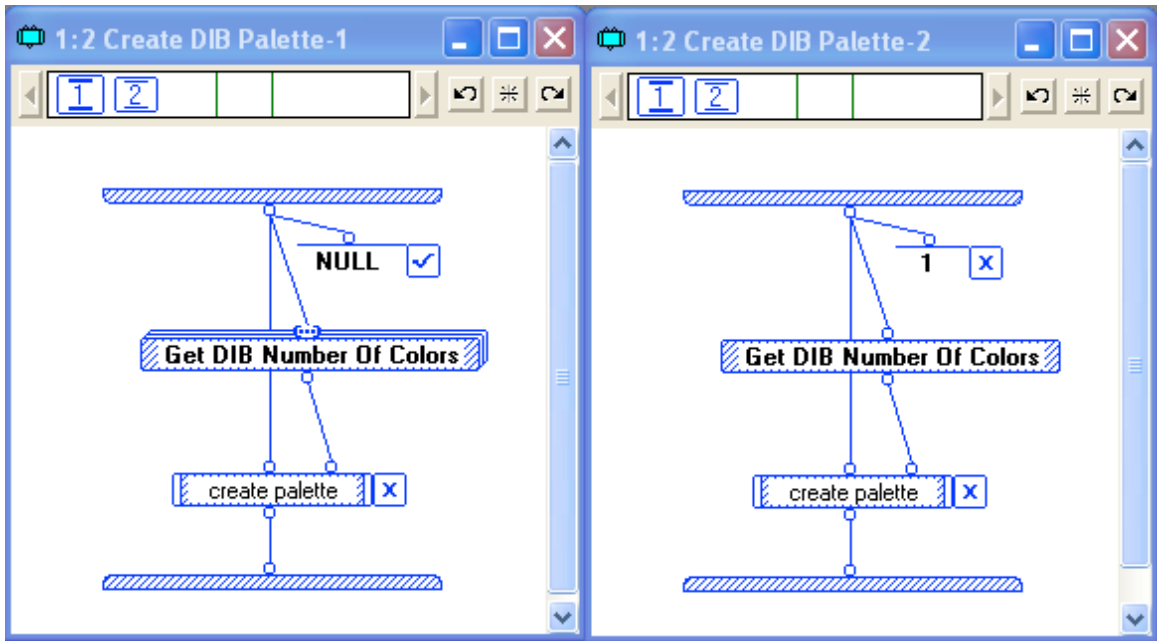 1:2 Create DIB Palette-1
1 2
NULL
Get DIB Number Of Colors
create palette
1:2 Create DIB Palette-2
1 2
1
Get DIB Number Of Colors
create palette